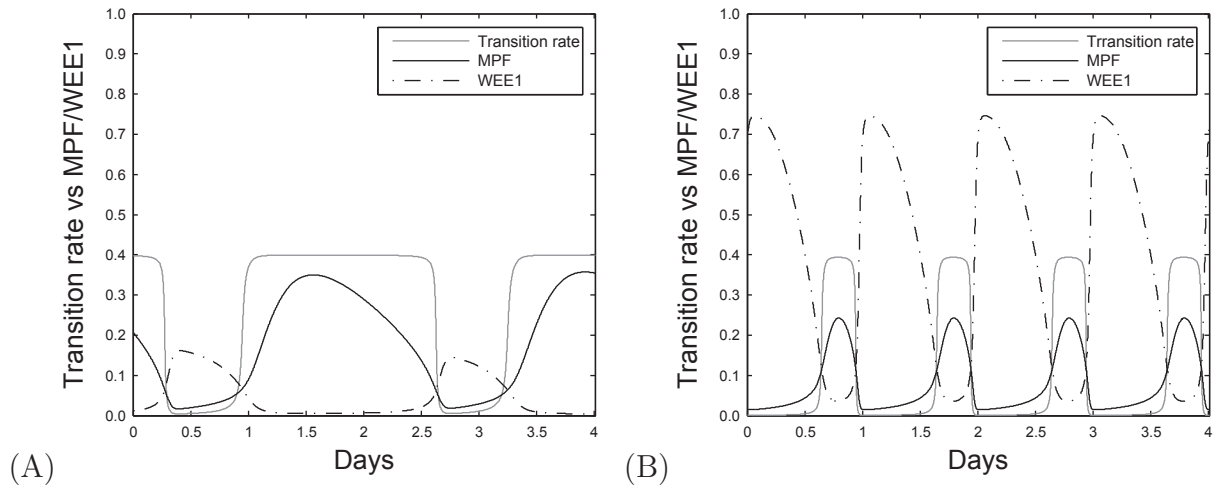 Transition rate vs MPF/WEE1
1.0
0.9
0.8
0.7
0.6
0.5
0.4
0.3
0.2
0.1
0.0
Transition rate
MPF
WEE1
0 0.5 1 1.5 2 2.5 3 3.5 4
Days
(A)
Transition rate vs MPF/WEE1
1.0
0.9
0.8
0.7
0.6
0.5
0.4
0.3
0.2
0.1
0.0
Trransition rate
MPF
WEE1
0 0.5 1 1.5 2 2.5 3 3.5 4
Days
(B)